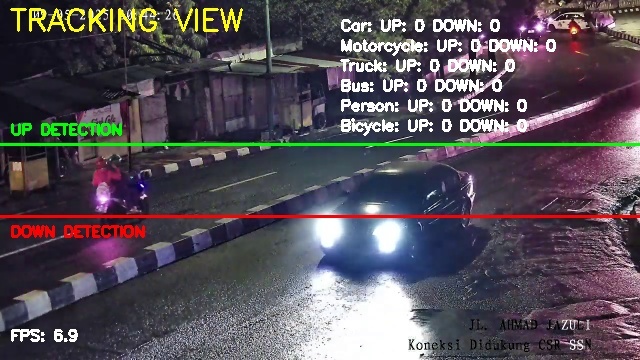 TRACKING VIEW
Car: UP: 0 DOWN: 0
Motorcycle: UP: 0 DOWN: 0
Truck: UP: 0 DOWN: 0
Bus: UP: 0 DOWN: 0
Person: UP: 0 DOWN: 0
Bicycle: UP: 0 DOWN: 0
UP DETECTION
DOWN DETECTION
FPS: 6.9
JL. AHMAD JAZULI
Koneksi Didukung CSR SSN